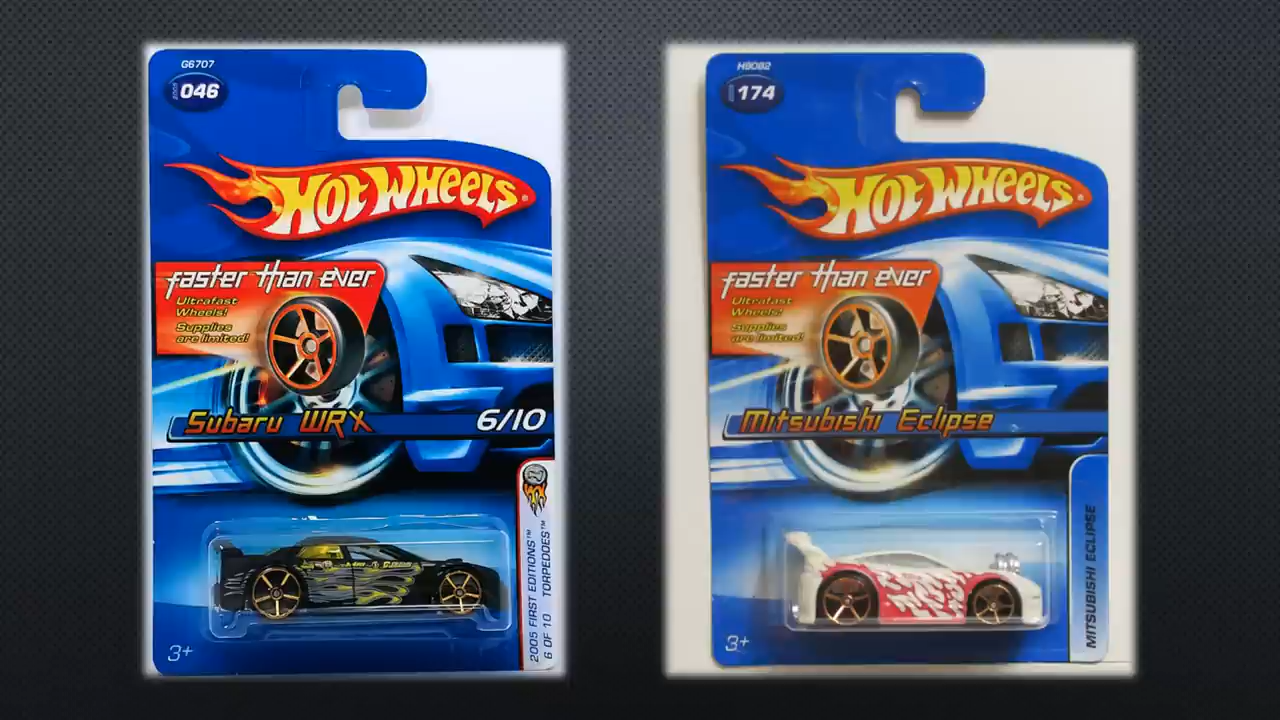 G6707
2005 046
HOT WHEELS®
faster than ever
Ultrafast
Wheels!
Supplies
are limited!
Subaru WRX 6/10
2005 FIRST EDITIONS™
6 OF 10 TORPEDOES™
3+
174
HOT WHEELS®
faster than ever
Ultrafast
Wheels!
Supplies
are limited!
Mitsubishi Eclipse
MITSUBISHI ECLIPSE
3+